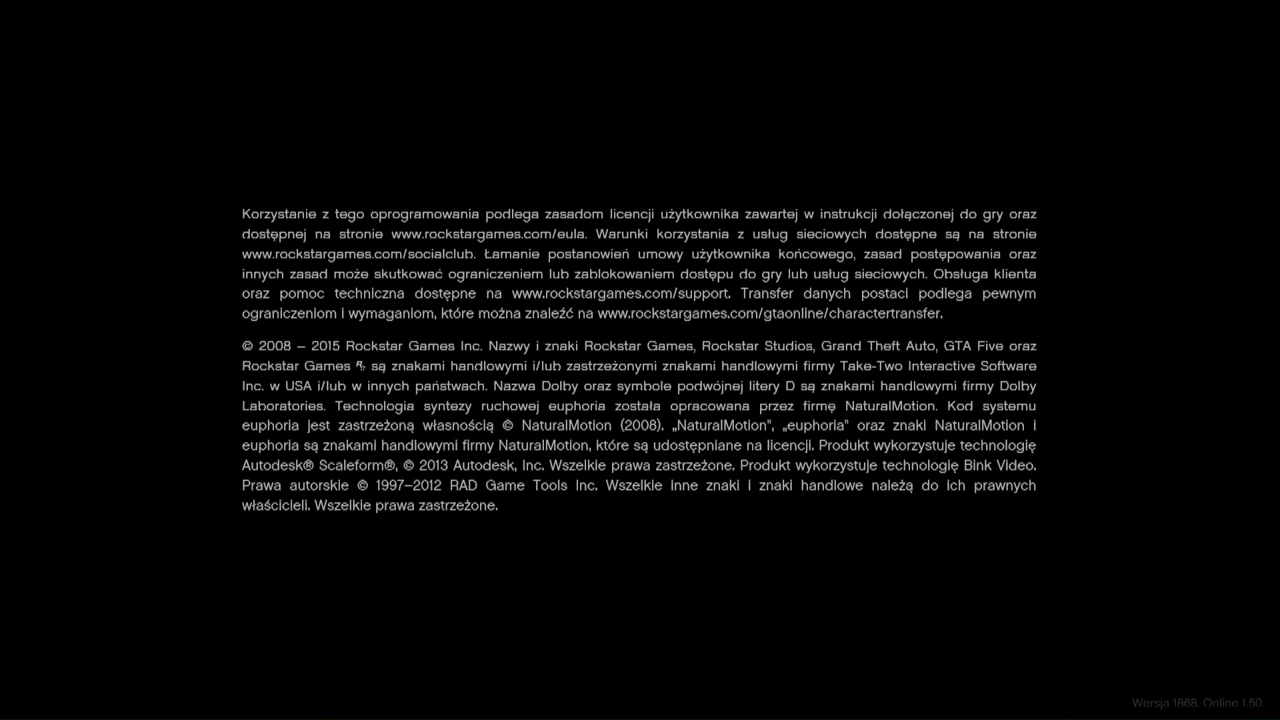 Korzystanie z tego oprogramowania podlega zasadom licencji użytkownika zawartej w instrukcji dołączonej do gry oraz
dostępnej na stronie www.rockstargames.com/eula. Warunki korzystania z usług sieciowych dostępne są na stronie
www.rockstargames.com/socialclub. Łamanie postanowień umowy użytkownika końcowego, zasad postępowania oraz
innych zasad może skutkować ograniczeniem lub zablokowaniem dostępu do gry lub usług sieciowych. Obsługa klienta
oraz pomoc techniczna dostępne na www.rockstargames.com/support. Transfer danych postaci podlega pewnym
ograniczeniom i wymaganiom, które można znaleźć na www.rockstargames.com/gtaonline/charactertransfer.
© 2008 – 2015 Rockstar Games Inc. Nazwy i znaki Rockstar Games, Rockstar Studios, Grand Theft Auto, GTA Five oraz
Rockstar Games R* są znakami handlowymi i/lub zastrzeżonymi znakami handlowymi firmy Take-Two Interactive Software
Inc. w USA i/lub w innych państwach. Nazwa Dolby oraz symbole podwójnej litery D są znakami handlowymi firmy Dolby
Laboratories. Technologia syntezy ruchowej euphoria została opracowana przez firmę NaturalMotion. Kod systemu
euphoria jest zastrzeżoną własnością © NaturalMotion (2008). „NaturalMotion", „euphoria" oraz znaki NaturalMotion i
euphoria są znakami handlowymi firmy NaturalMotion, które są udostępniane na licencji. Produkt wykorzystuje technologię
Autodesk® Scaleform®, © 2013 Autodesk, Inc. Wszelkie prawa zastrzeżone. Produkt wykorzystuje technologię Bink Video.
Prawa autorskie © 1997–2012 RAD Game Tools Inc. Wszelkie inne znaki i znaki handlowe należą do ich prawnych
właścicieli. Wszelkie prawa zastrzeżone.
Wersja 1868. Online 1.50.